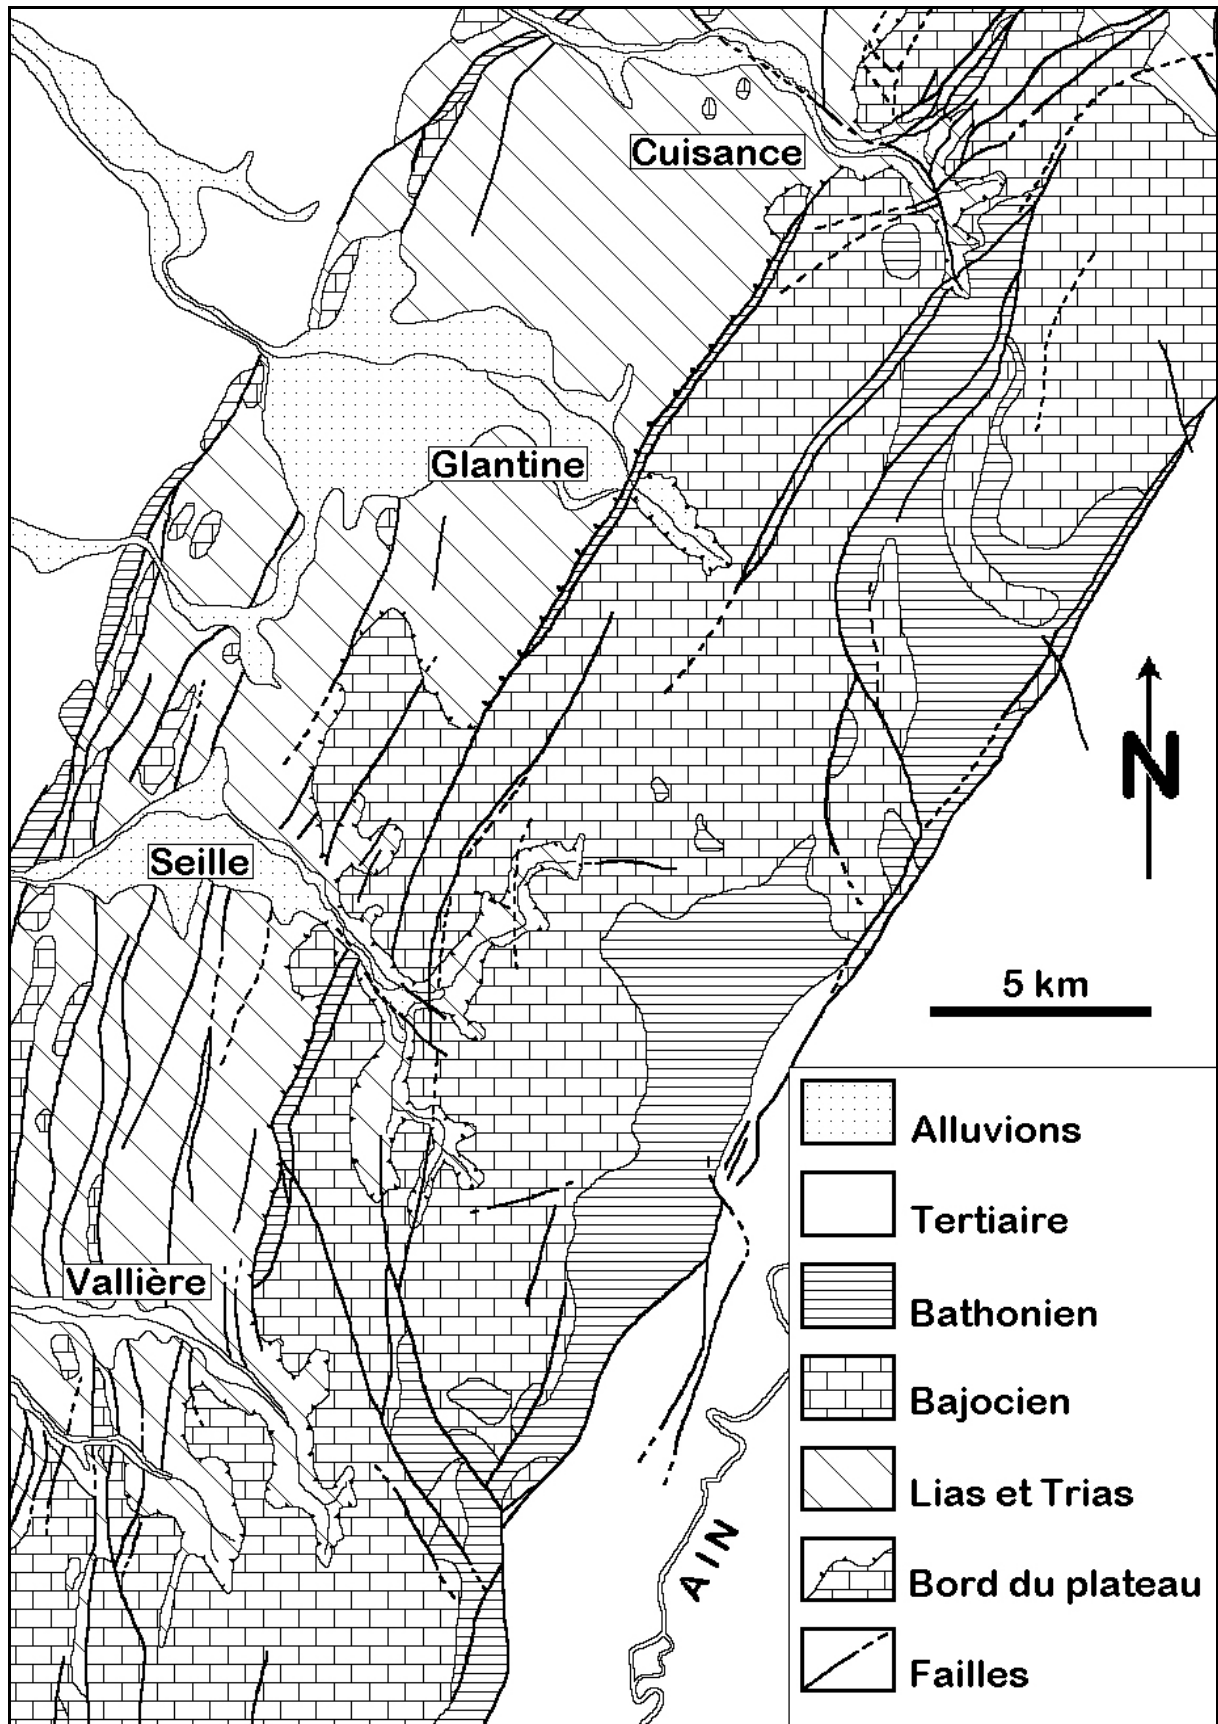 Cuisance
Glantine
N
Seille
5 km
Vallière
AIN
Alluvions
Tertiaire
Bathonien
Bajocien
Lias et Trias
Bord du plateau
Failles